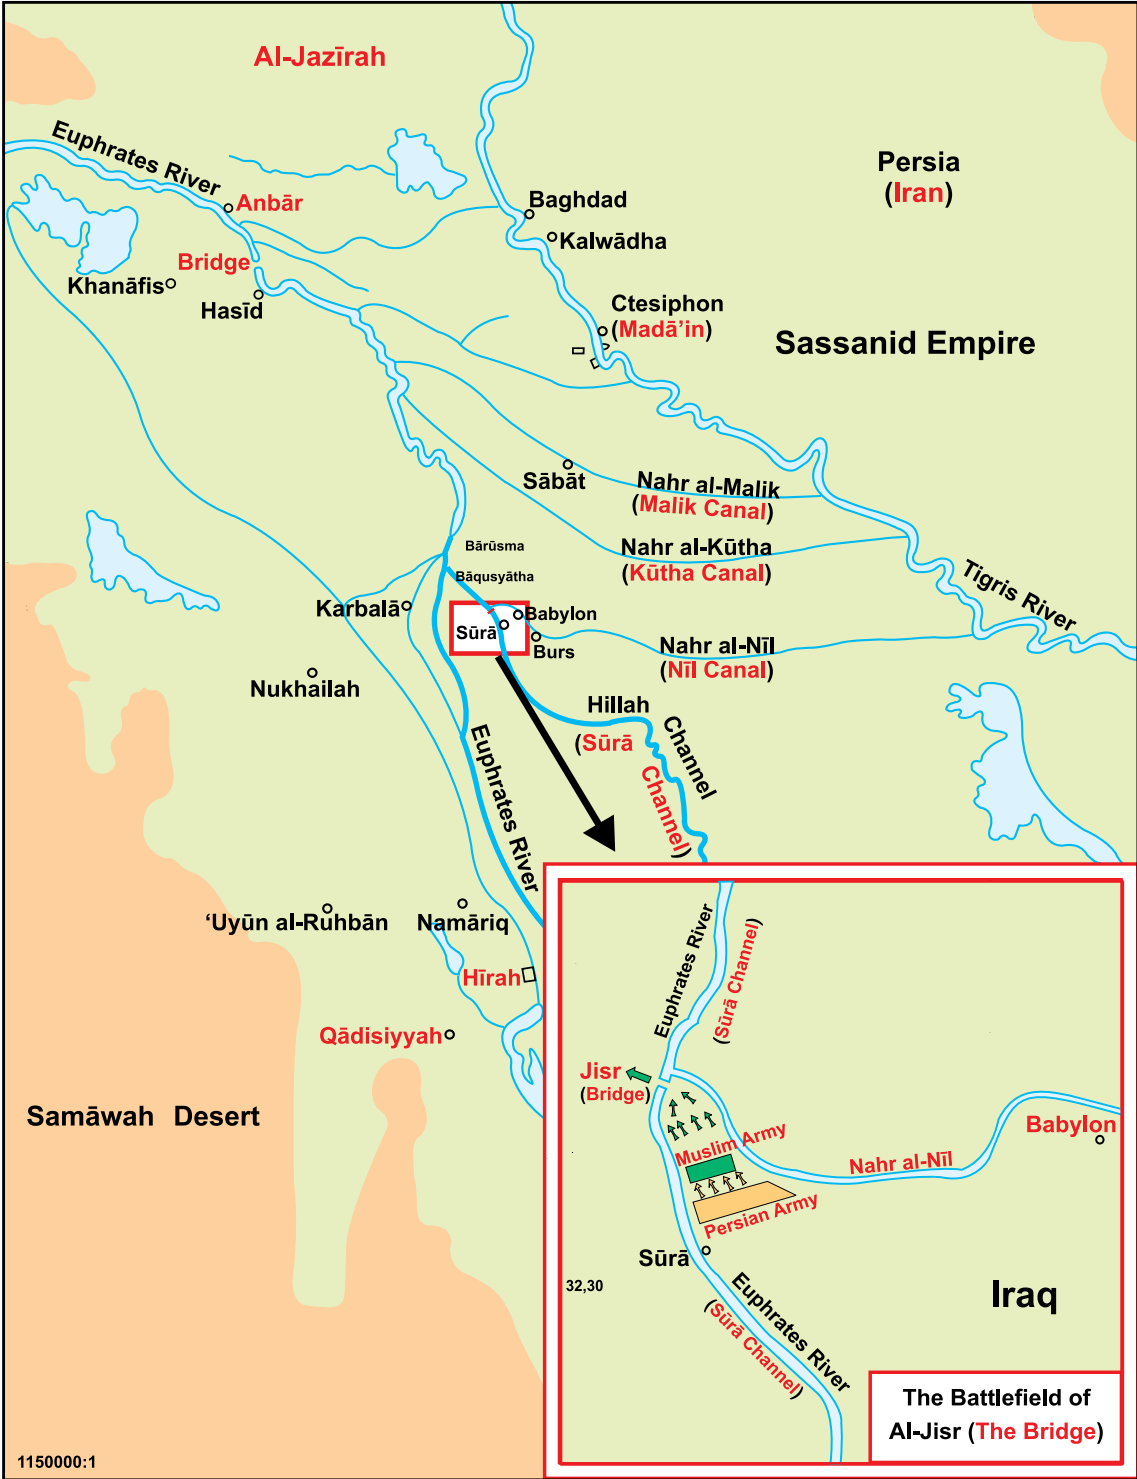 Al-Jazīrah
Euphrates River
Anbār
Persia
(Iran)
Baghdad
Kalwādha
Bridge
Khanāfis
Hasīd
Ctesiphon
(Madā'in)
Sassanid Empire
Sābāt
Nahr al-Malik
(Malik Canal)
Nahr al-Kūtha
(Kūtha Canal)
Tigris River
Bārūsma
Bāqusyātha
Karbalā
Babylon
Sūrā
Burs
Nahr al-Nīl
(Nīl Canal)
Nukhailah
Hillah
Channel
(Sūrā
Channel)
Euphrates River
‘Uyūn al-Ruhbān
Namāriq
Hīrah
Qādisiyyah
Samāwah Desert
1150000:1
Euphrates River
(Sūrā Channel)
Jisr
(Bridge)
Muslim Army
Persian Army
Babylon
Nahr al-Nīl
Sūrā
32,30
Euphrates River
(Sūrā Channel)
Iraq
The Battlefield of
Al-Jisr (The Bridge)